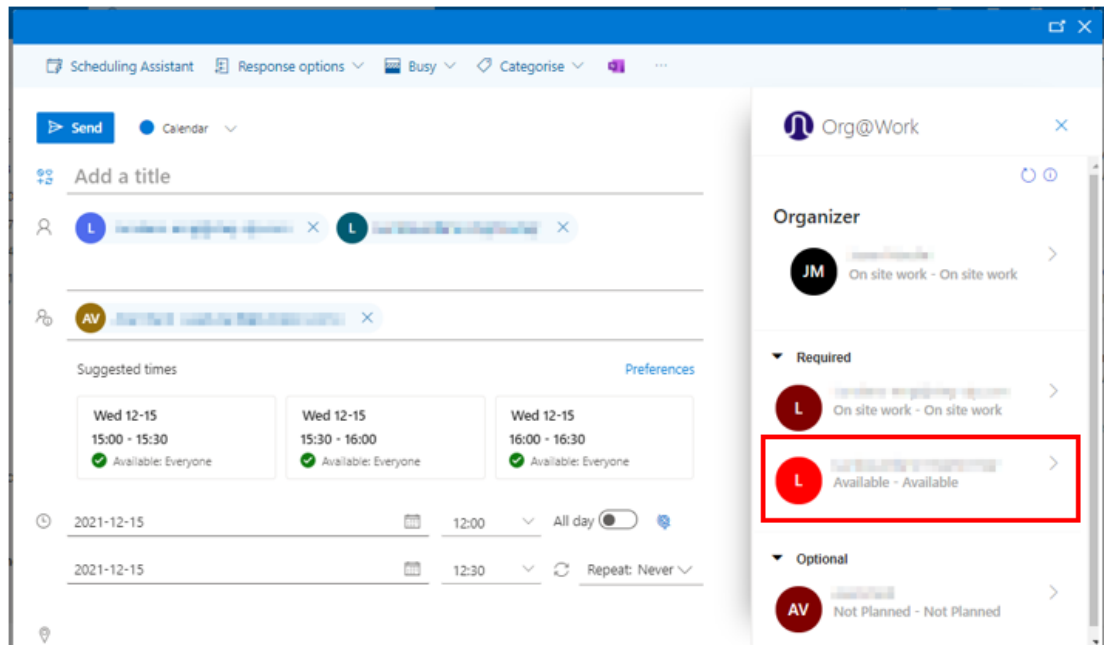 Scheduling Assistant Response options Busy Categorise N ...
Send Calendar
Org@Work
Add a title
Organizer
L L
JM
On site work - On site work
AV
Required
Suggested times Preferences
L
On site work - On site work
Wed 12-15 Wed 12-15 Wed 12-15
15:00 - 15:30 15:30 - 16:00 16:00 - 16:30
Available: Everyone Available: Everyone Available: Everyone
L
Available - Available
2021-12-15 12:00 All day
Optional
2021-12-15 12:30 Repeat: Never
AV
Not Planned - Not Planned